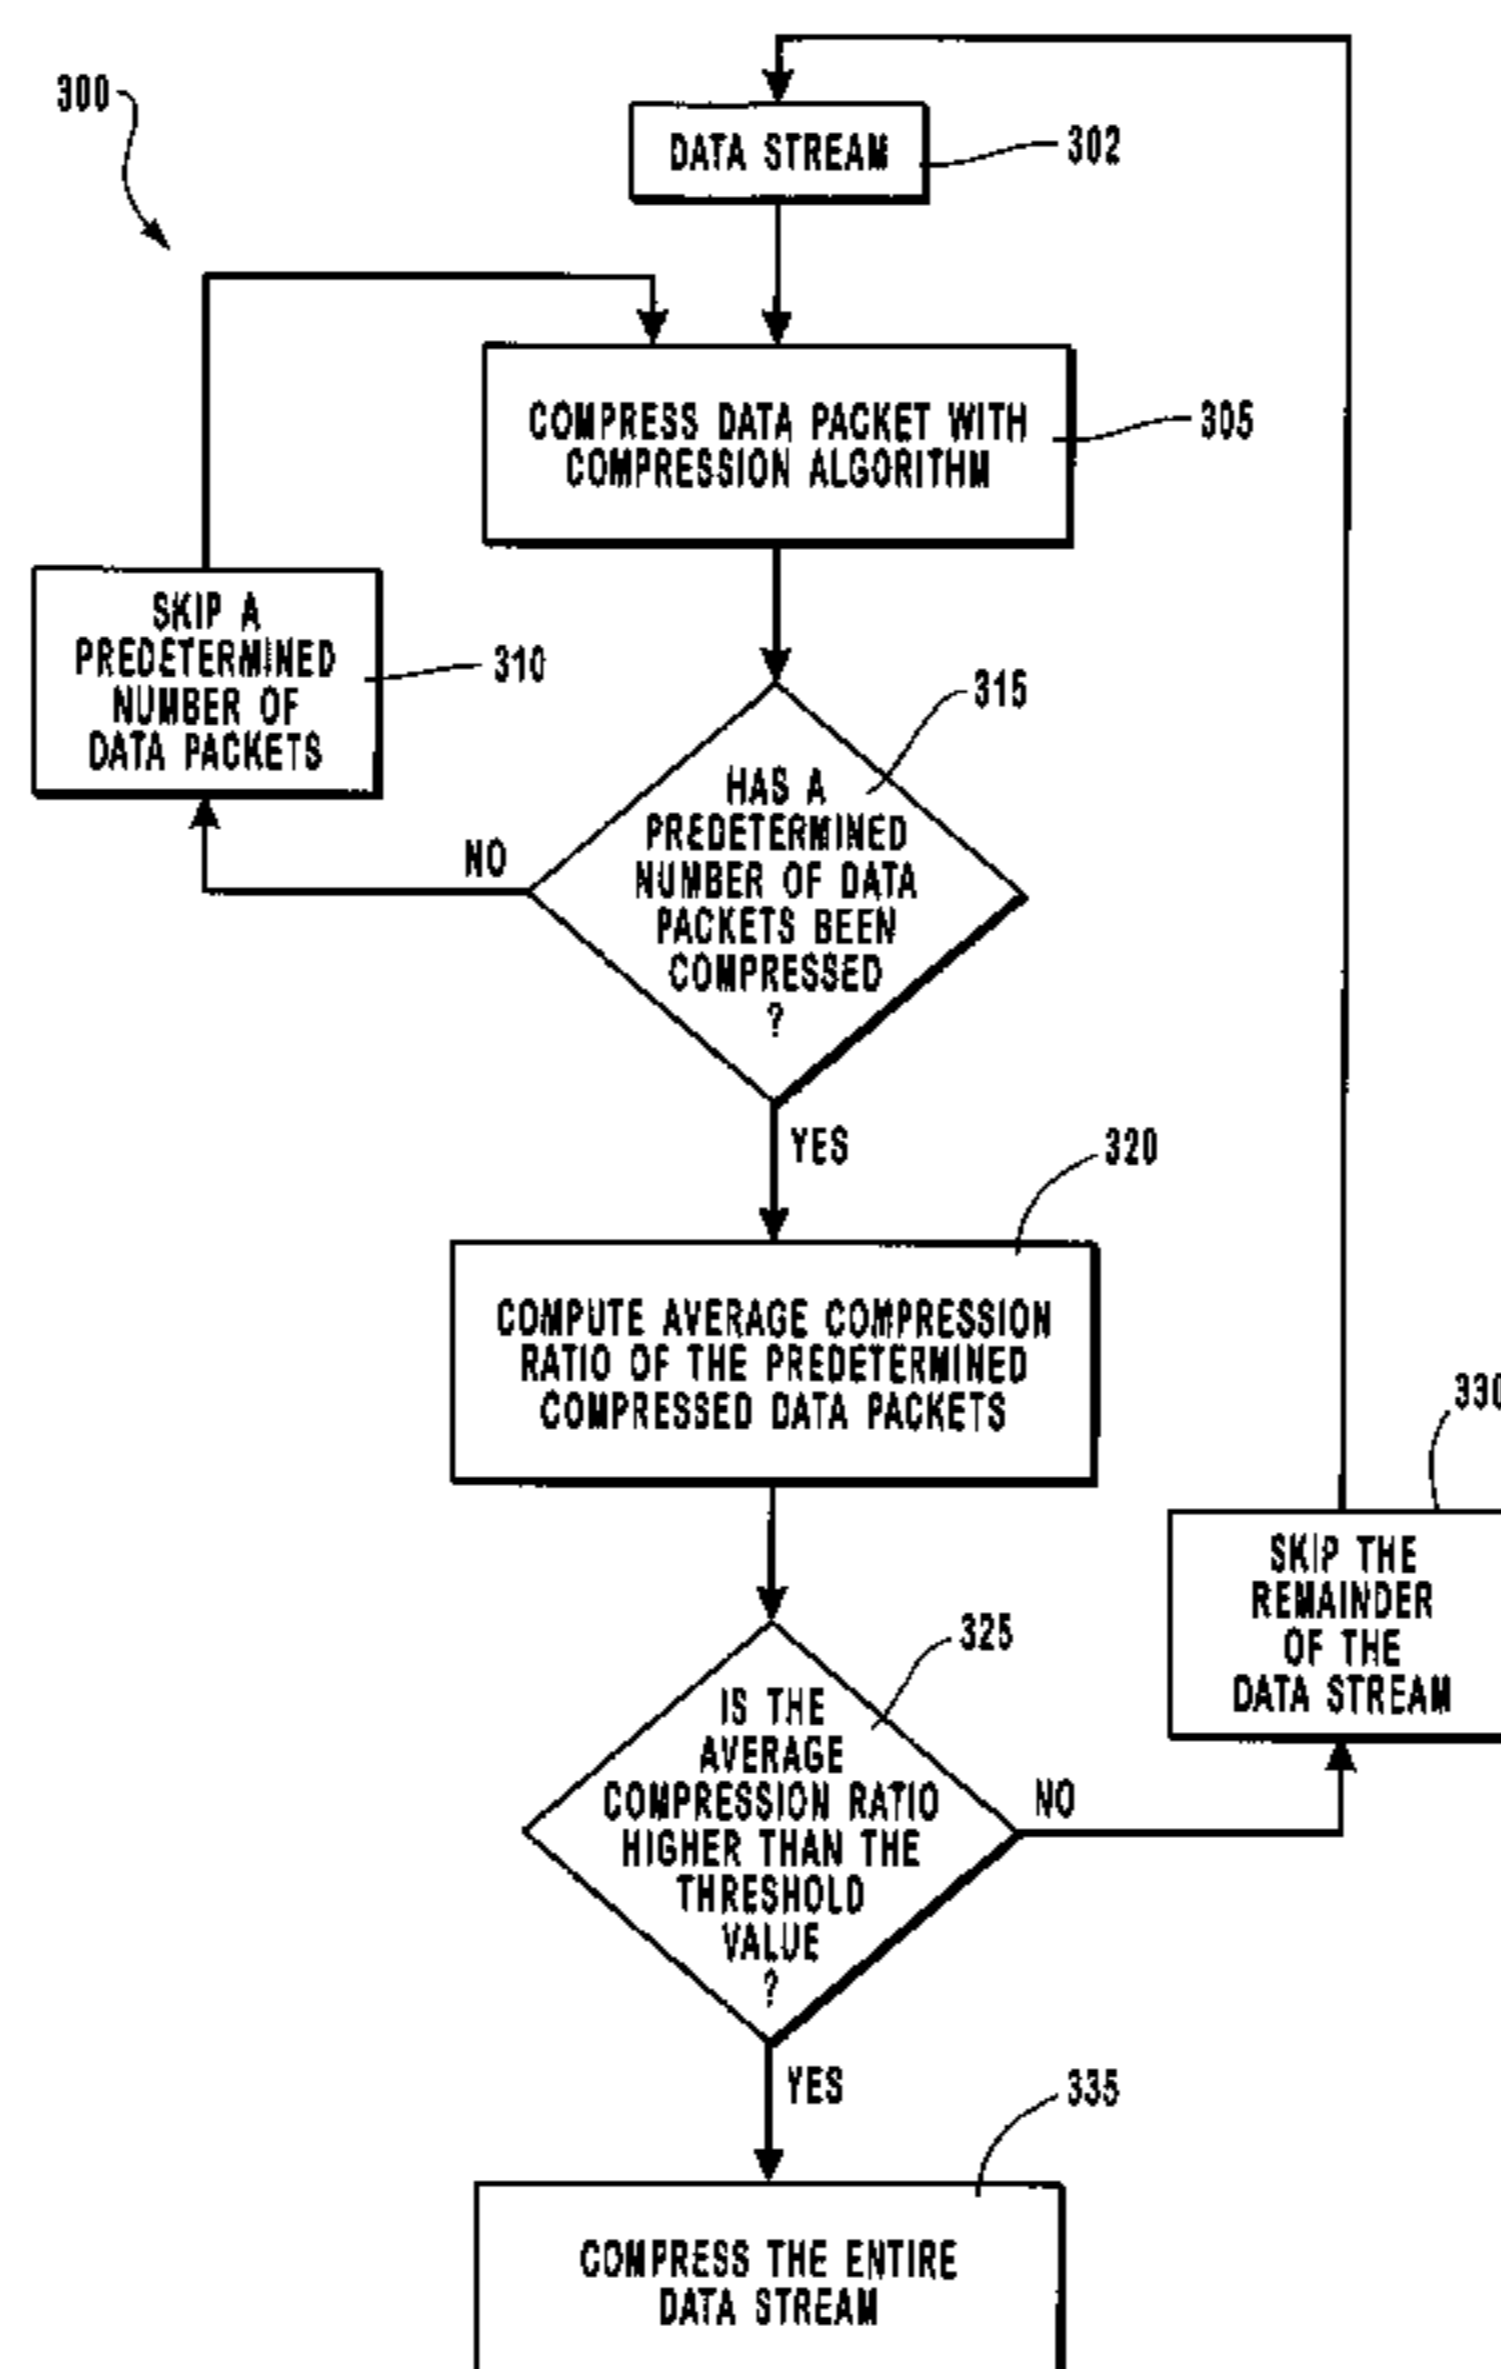 300
DATA STREAM
302
COMPRESS DATA PACKET WITH
COMPRESSION ALGORITHM
305
SKIP A
PREDETERMINED
NUMBER OF
DATA PACKETS
310
315
HAS A
PREDETERMINED
NUMBER OF DATA
PACKETS BEEN
COMPRESSED
?
NO
YES
320
COMPUTE AVERAGE COMPRESSION
RATIO OF THE PREDETERMINED
COMPRESSED DATA PACKETS
330
SKIP THE
REMAINDER
OF THE
DATA STREAM
325
IS THE
AVERAGE
COMPRESSION RATIO
HIGHER THAN THE
THRESHOLD
VALUE
?
NO
YES
335
COMPRESS THE ENTIRE
DATA STREAM